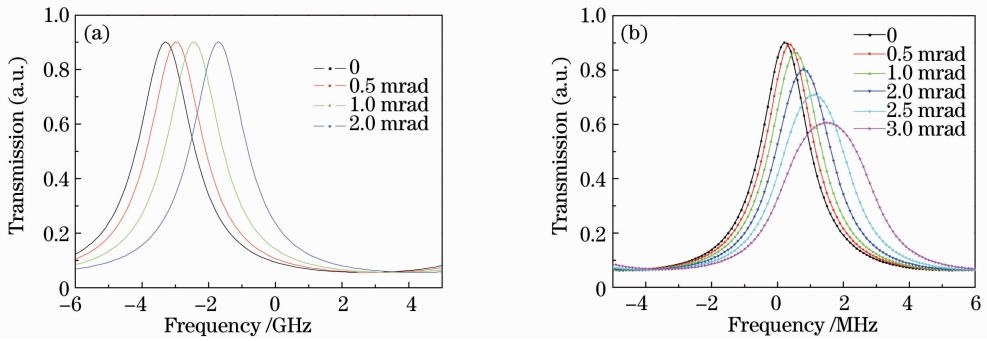 (a)
Transmission (a.u.)
1.0
0.8
0.6
0.4
0.2
0
−6
−4
−2
0
2
4
Frequency /GHz
0
0.5 mrad
1.0 mrad
2.0 mrad
(b)
Transmission (a.u.)
1.0
0.8
0.6
0.4
0.2
0
−4
−2
0
2
4
6
Frequency /MHz
0
0.5 mrad
1.0 mrad
2.0 mrad
2.5 mrad
3.0 mrad